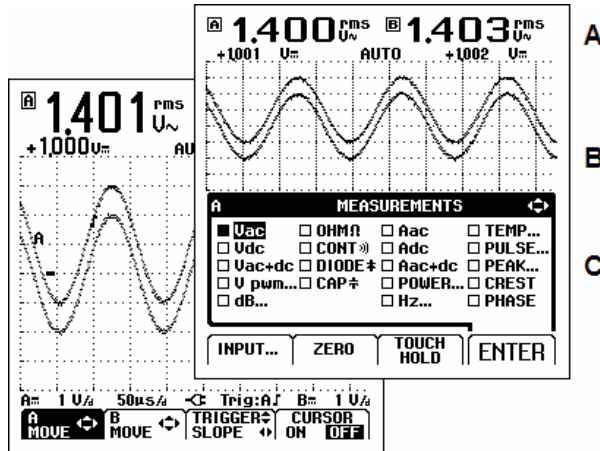 A 1.400 rms V~ B 1.403 rms V~
+1.001 V⎓ AUTO +1.002 V⎓
A MEASUREMENTS
■ Vac □ OHM Ω □ Aac □ TEMP...
□ Vdc □ CONT □ Adc □ PULSE...
□ Vac+dc □ DIODE □ Aac+dc □ PEAK...
□ V pwm... □ CAP □ POWER... □ CREST
□ dB... □ Hz... □ PHASE
INPUT... ZERO TOUCH HOLD ENTER
A 1.401 rms V~
+1.000 V⎓ AU
A
A⎓ 1 V/d 50µs/d Trig:A B⎓ 1 V/d
A MOVE B MOVE TRIGGER SLOPE CURSOR ON OFF
A
B
C